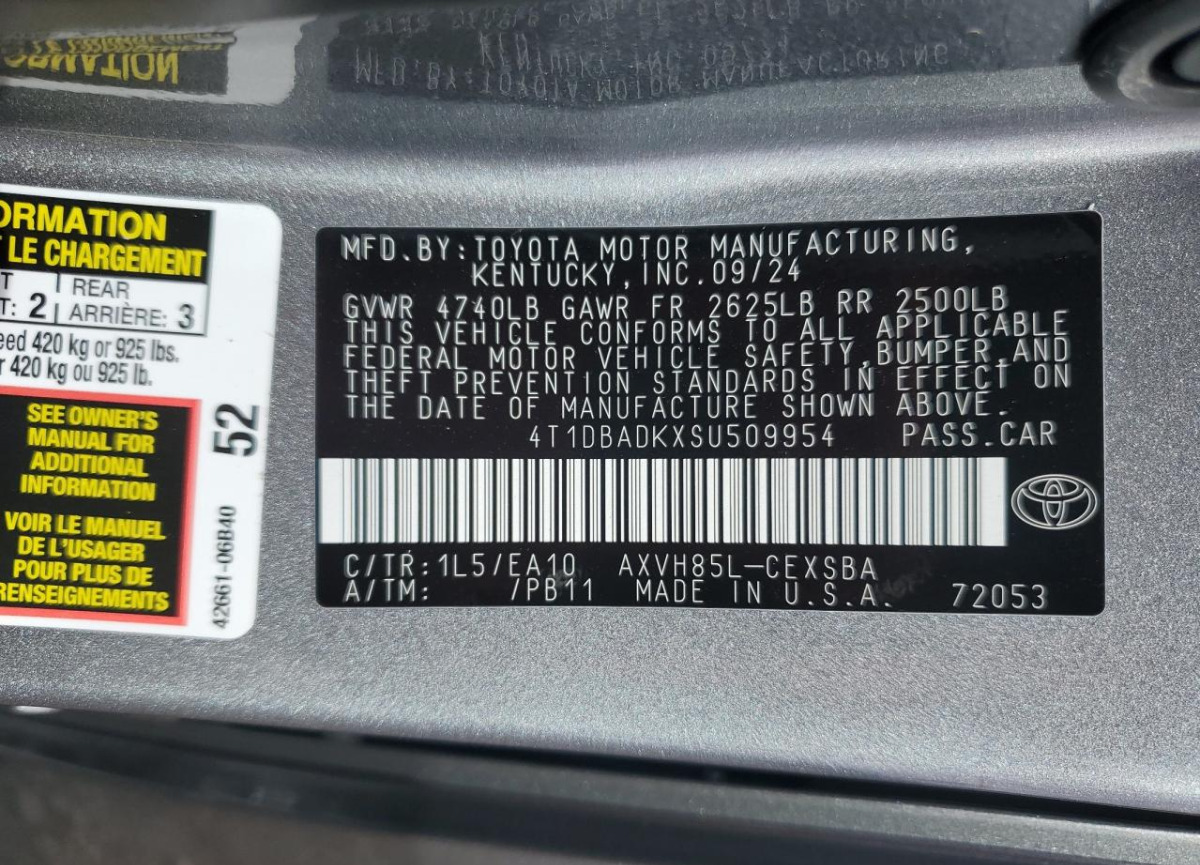 ORMATION
LE CHARGEMENT
REAR
2
ARRIÈRE: 3
420 kg or 925 lbs.
420 kg ou 925 lb.
SEE OWNER'S
MANUAL FOR
ADDITIONAL
INFORMATION
VOIR LE MANUEL
DE L'USAGER
POUR PLUS DE
RENSEIGNEMENTS
52
42661-06B40
MFD.BY:TOYOTA MOTOR MANUFACTURING,
KENTUCKY,INC.09/24
GVWR 4740LB GAWR FR 2625LB RR 2500LB
THIS VEHICLE CONFORMS TO ALL APPLICABLE
FEDERAL MOTOR VEHICLE SAFETY,BUMPER,AND
THEFT PREVENTION STANDARDS IN EFFECT ON
THE DATE OF MANUFACTURE SHOWN ABOVE.
4T1DBADKXSU509954 PASS.CAR
C/TR:1L5/EA10 AXVH85L-CEXSBA
A/TM: /PB11 MADE IN U.S.A. 72053